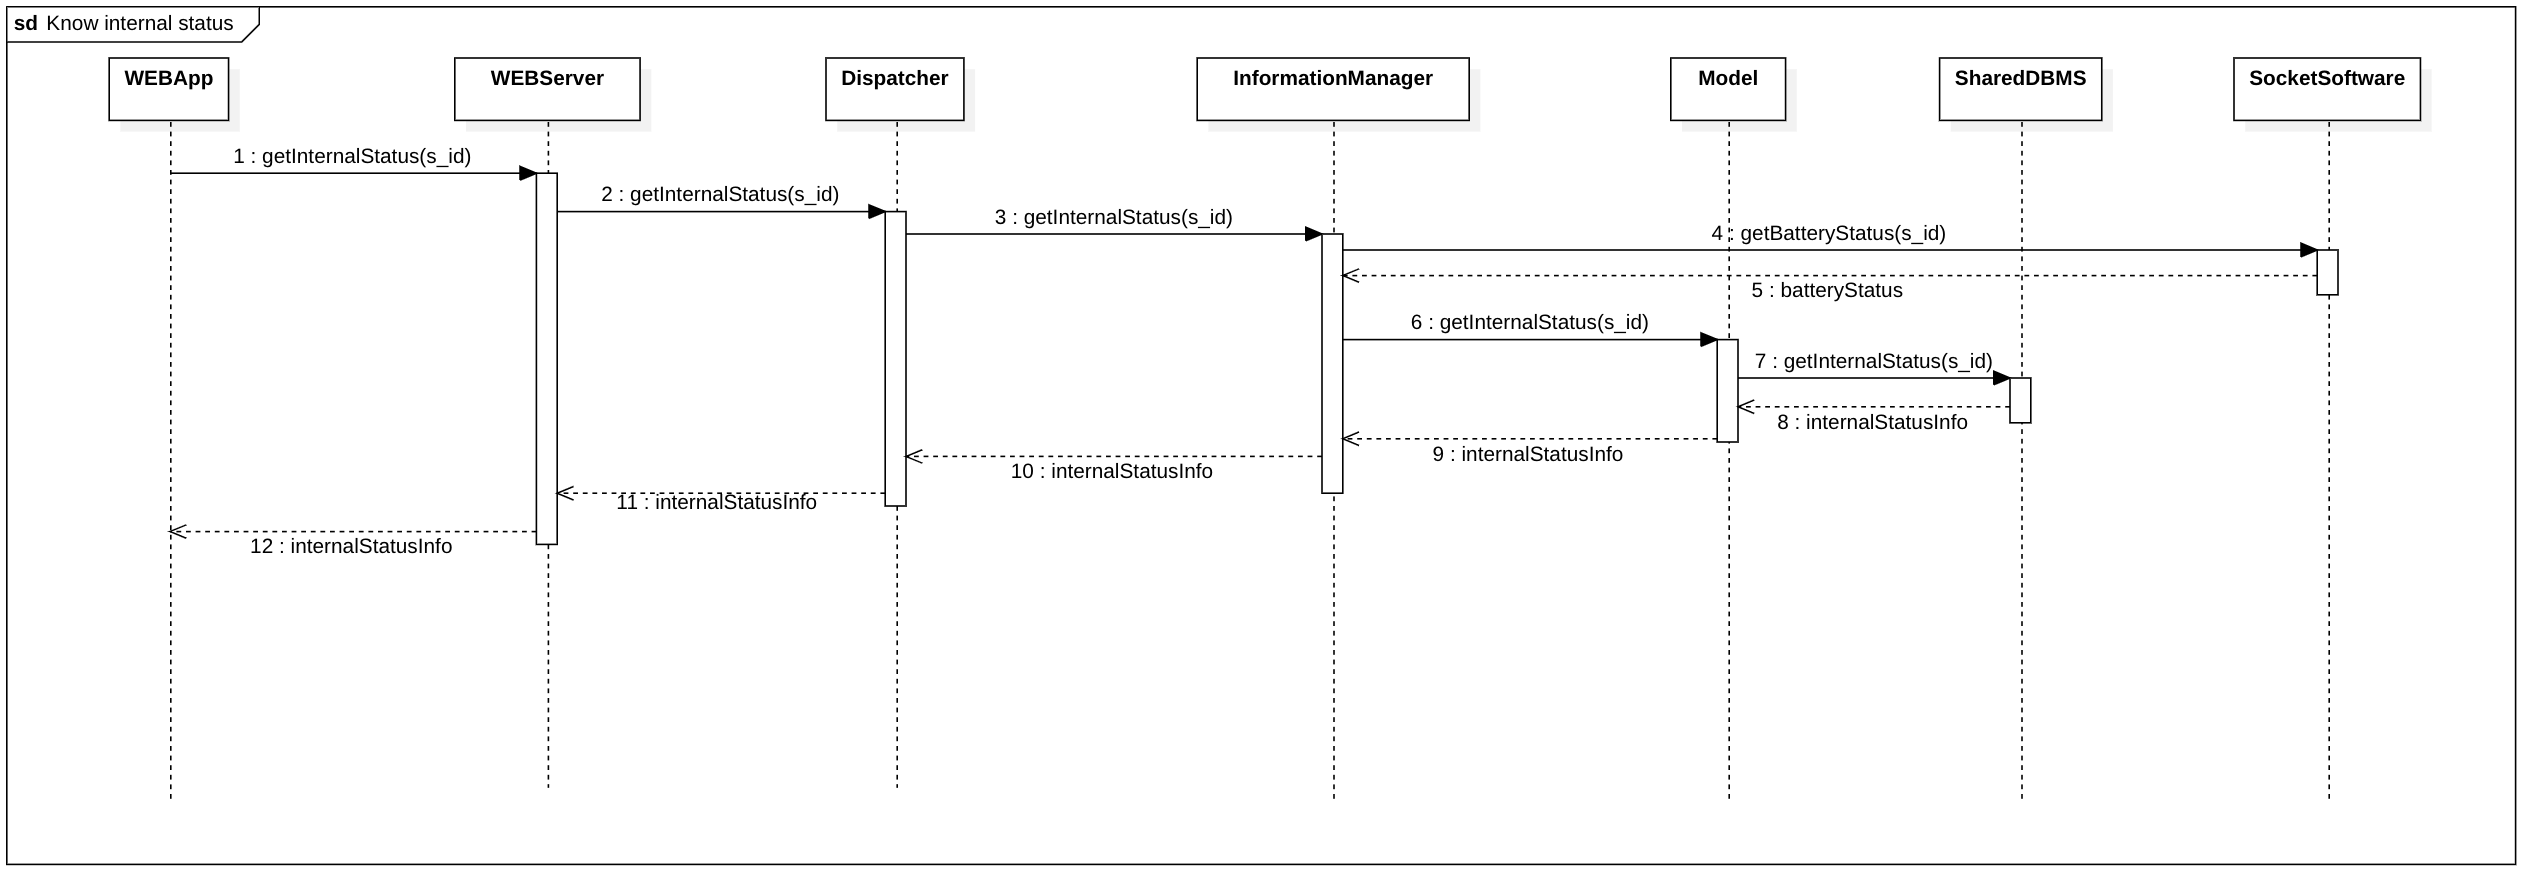 sd Know internal status
WEBApp
WEBServer
Dispatcher
InformationManager
Model
SharedDBMS
SocketSoftware
1 : getInternalStatus(s_id)
2 : getInternalStatus(s_id)
3 : getInternalStatus(s_id)
4 : getBatteryStatus(s_id)
5 : batteryStatus
6 : getInternalStatus(s_id)
7 : getInternalStatus(s_id)
8 : internalStatusInfo
9 : internalStatusInfo
10 : internalStatusInfo
11 : internalStatusInfo
12 : internalStatusInfo